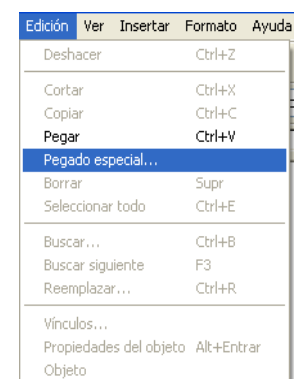 Edición Ver Insertar Formato Ayuda
Deshacer Ctrl+Z
Cortar Ctrl+X
Copiar Ctrl+C
Pegar Ctrl+V
Pegado especial...
Borrar Supr
Seleccionar todo Ctrl+E
Buscar... Ctrl+B
Buscar siguiente F3
Reemplazar... Ctrl+R
Vínculos...
Propiedades del objeto Alt+Entrar
Objeto